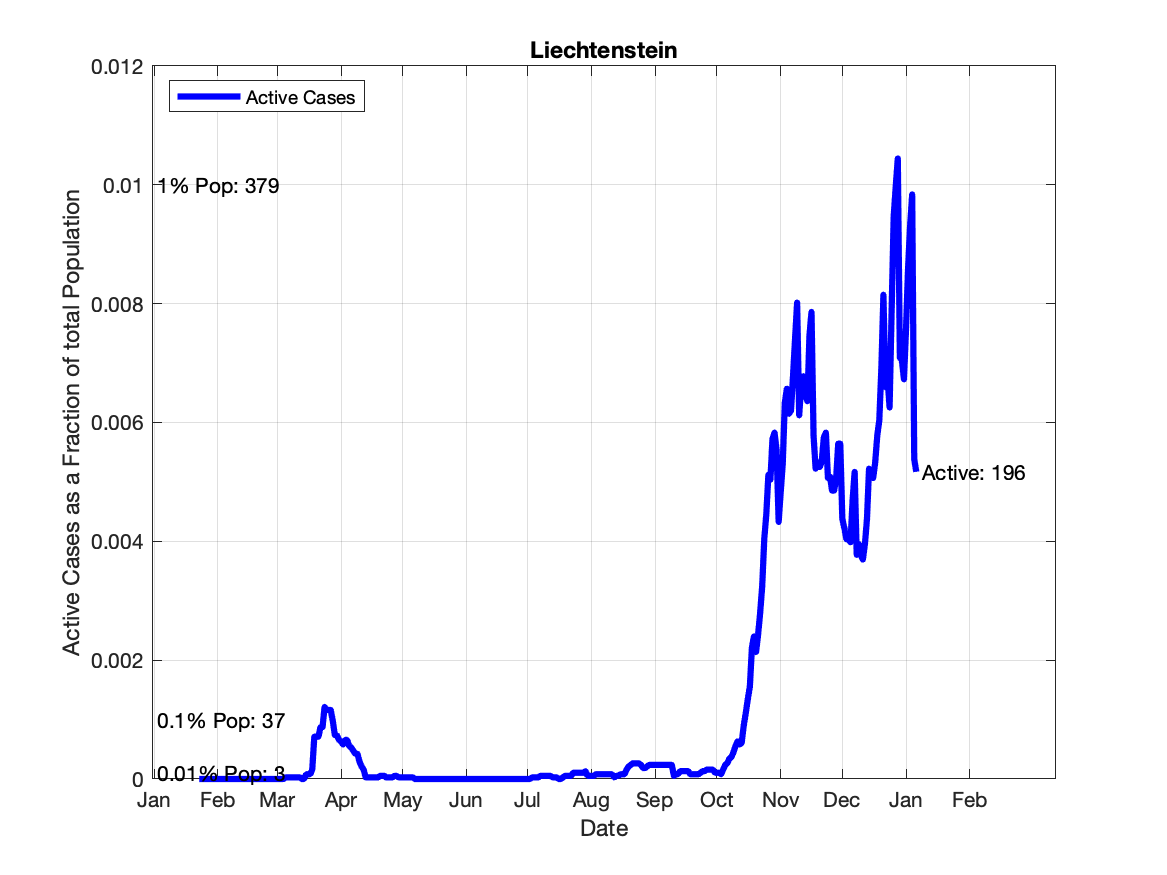 Liechtenstein
0.012
Active Cases
0.01
1% Pop: 379
0.008
0.006
Active: 196
0.004
0.002
0.1% Pop: 37
0.01% Pop: 3
0
Jan Feb Mar Apr May Jun Jul Aug Sep Oct Nov Dec Jan Feb
Date
Active Cases as a Fraction of total Population